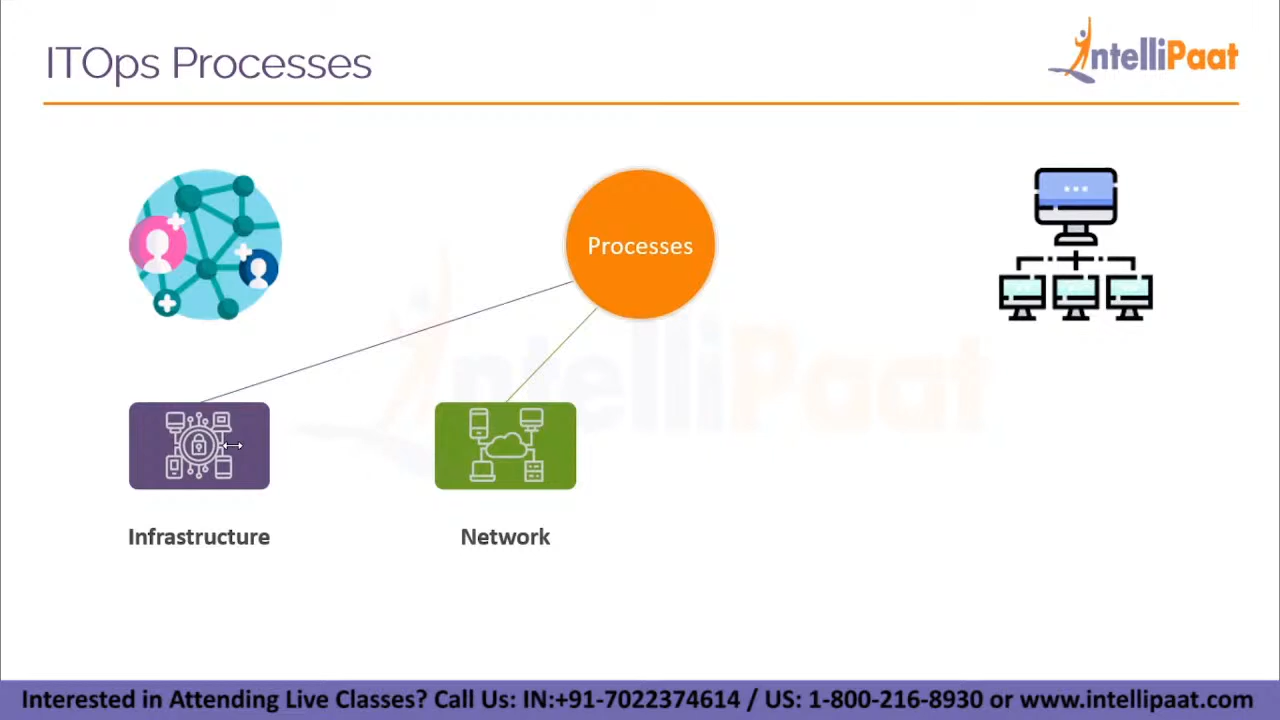 ITOps Processes
IntelliPaat
Processes
IntelliPaat
Infrastructure
Network
Interested in Attending Live Classes? Call Us: IN:+91-7022374614 / US: 1-800-216-8930 or www.intellipaat.com